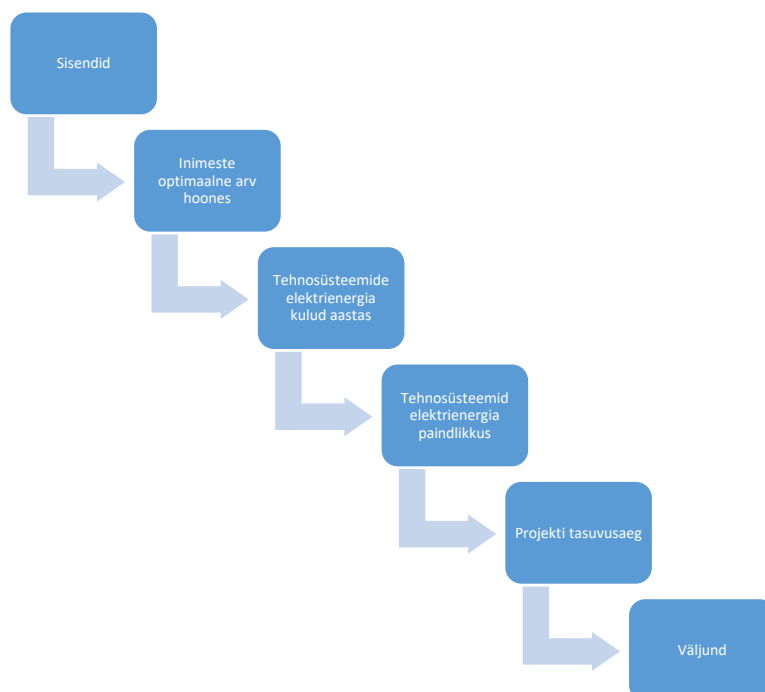 Sisendid
Inimeste
optimaalne arv
hoones
Tehnosüsteemide
elektrienergia
kulud aastas
Tehnosüsteemid
elektrienergia
paindlikkus
Projekti tasuvusaeg
Väljund